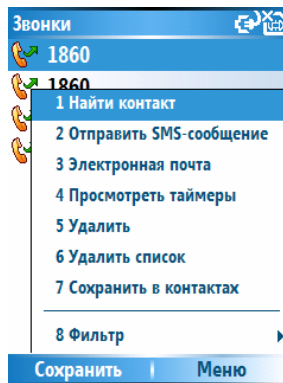 Звонки
1860
1860
1 Найти контакт
2 Отправить SMS-сообщение
3 Электронная почта
4 Просмотреть таймеры
5 Удалить
6 Удалить список
7 Сохранить в контактах
8 Фильтр
Сохранить Меню